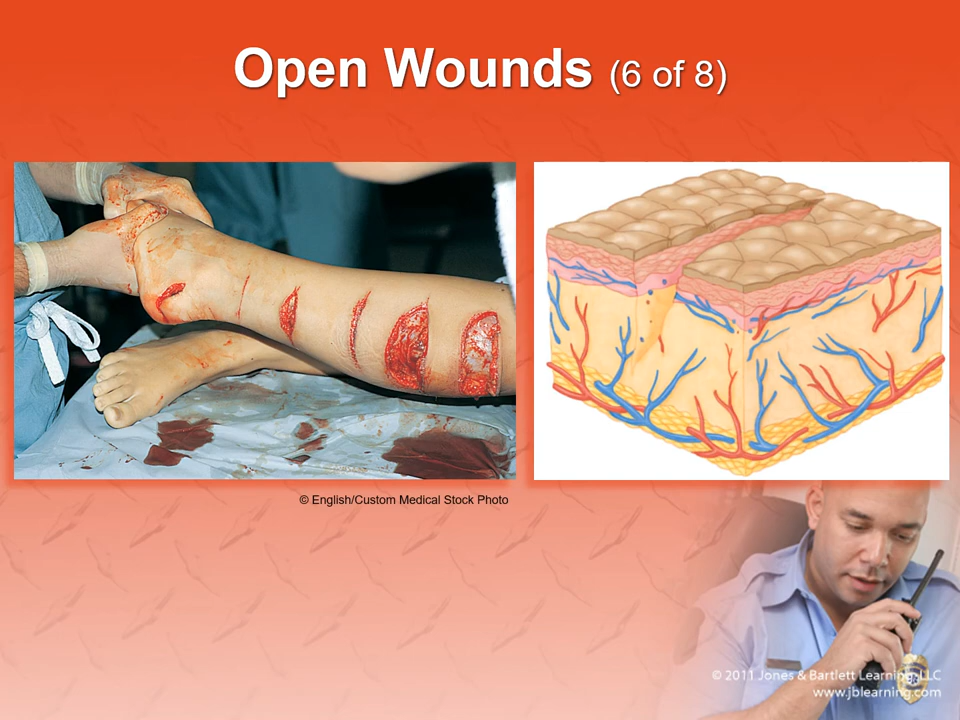 Open Wounds (6 of 8)
© English/Custom Medical Stock Photo
© 2011 Jones & Bartlett Learning, LLC
www.jblearning.com